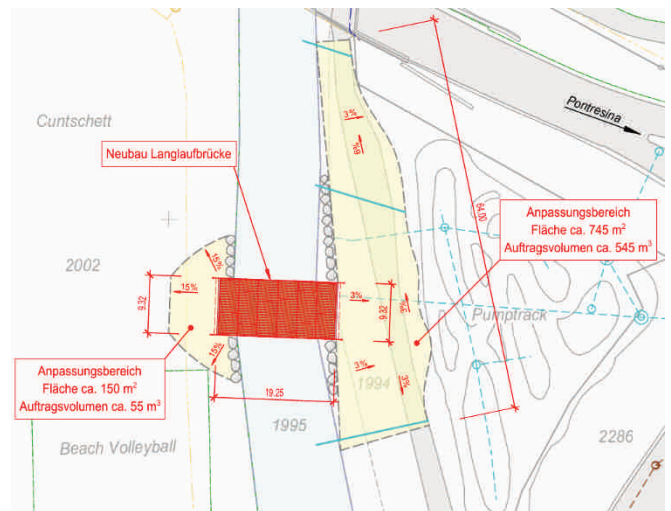 Pontresina
Cuntschett
3%
6%
Neubau Langlaufbrücke
64.00
Anpassungsbereich
Fläche ca. 745 m²
Auftragsvolumen ca. 545 m³
2002
15%
15%
9.32
3%
9.82
Pumptrack
15%
Anpassungsbereich
Fläche ca. 150 m²
Auftragsvolumen ca. 55 m³
19.25
3%
1994
3%
1995
2286
Beach Volleyball